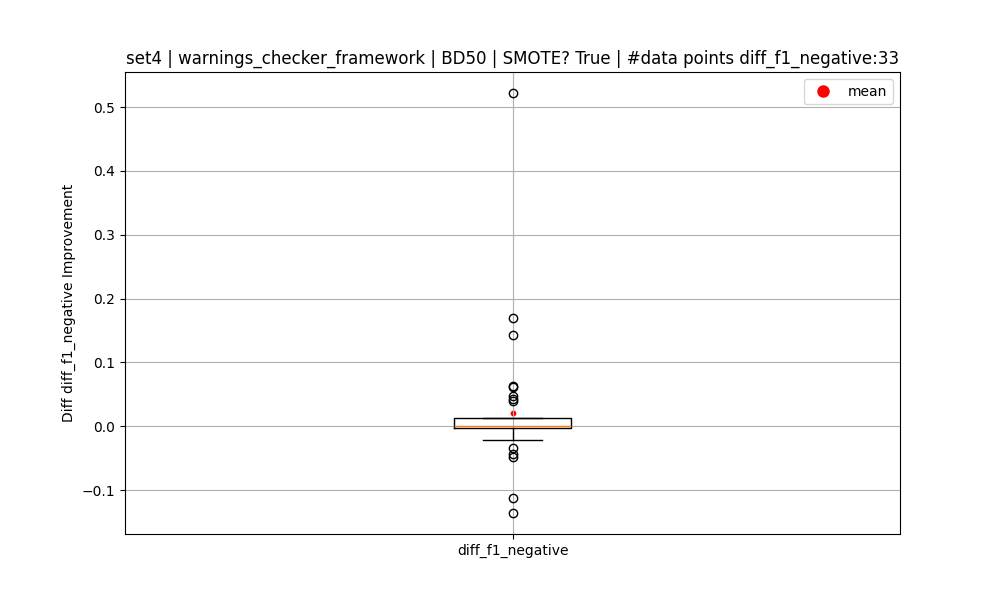 set4 | warnings_checker_framework | BD50 | SMOTE? True | #data points diff_f1_negative:33
mean
0.5
0.4
0.3
0.2
0.1
0.0
−0.1
Diff diff_f1_negative Improvement
diff_f1_negative